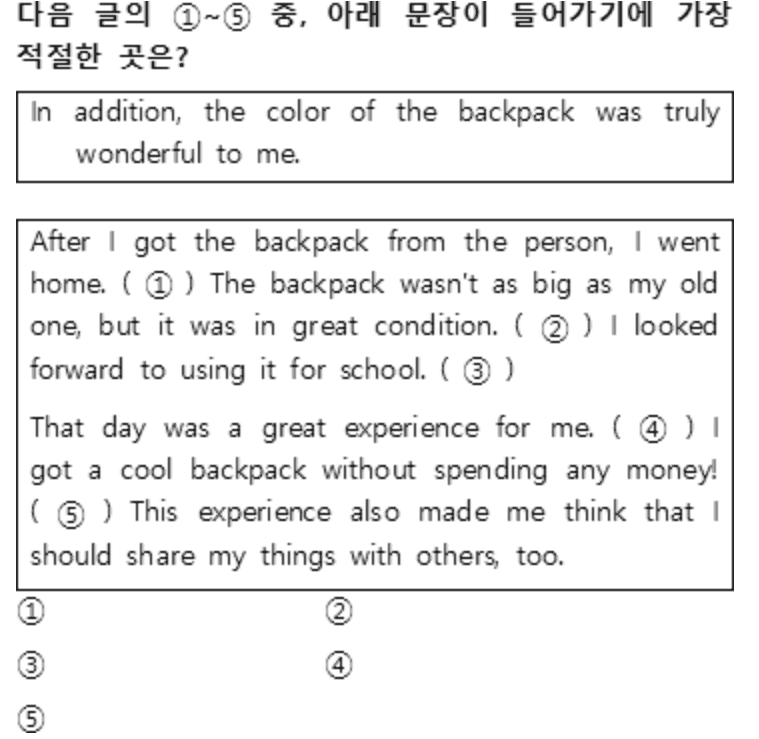 다음 글의 ①~⑤ 중, 아래 문장이 들어가기에 가장
적절한 곳은?
In addition, the color of the backpack was truly
wonderful to me.
After I got the backpack from the person, I went
home. ( ① ) The backpack wasn't as big as my old
one, but it was in great condition. ( ② ) I looked
forward to using it for school. ( ③ )
That day was a great experience for me. ( ④ ) I
got a cool backpack without spending any money!
( ⑤ ) This experience also made me think that I
should share my things with others, too.
① ②
③ ④
⑤